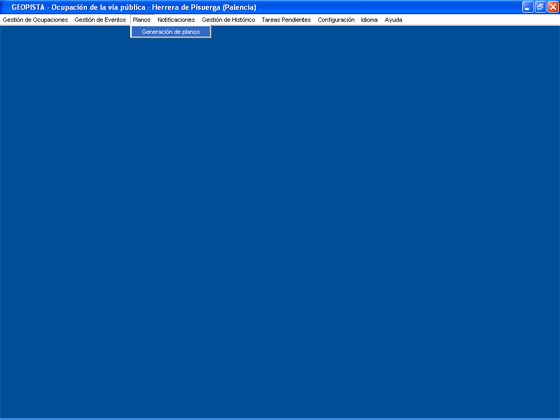 GEOPISTA - Ocupación de la vía pública - Herrera de Pisuerga (Palencia)
Gestión de Ocupaciones Gestión de Eventos Planos Notificaciones Gestión de Histórico Tareas Pendientes Configuración Idioma Ayuda
Generación de planos